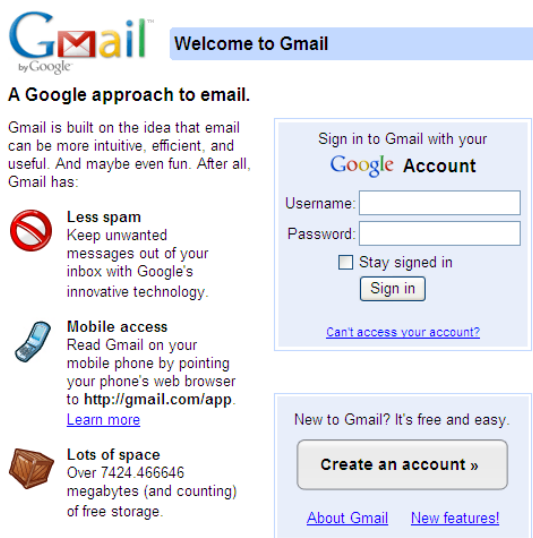 Gmail™
by Google
Welcome to Gmail
A Google approach to email.
Gmail is built on the idea that email
can be more intuitive, efficient, and
useful. And maybe even fun. After all,
Gmail has:
Less spam
Keep unwanted
messages out of your
inbox with Google's
innovative technology.
Mobile access
Read Gmail on your
mobile phone by pointing
your phone's web browser
to http://gmail.com/app.
Learn more
Lots of space
Over 7424.466646
megabytes (and counting)
of free storage.
Sign in to Gmail with your
Google Account
Username:
Password:
Stay signed in
Sign in
Can't access your account?
New to Gmail? It's free and easy.
Create an account »
About Gmail New features!